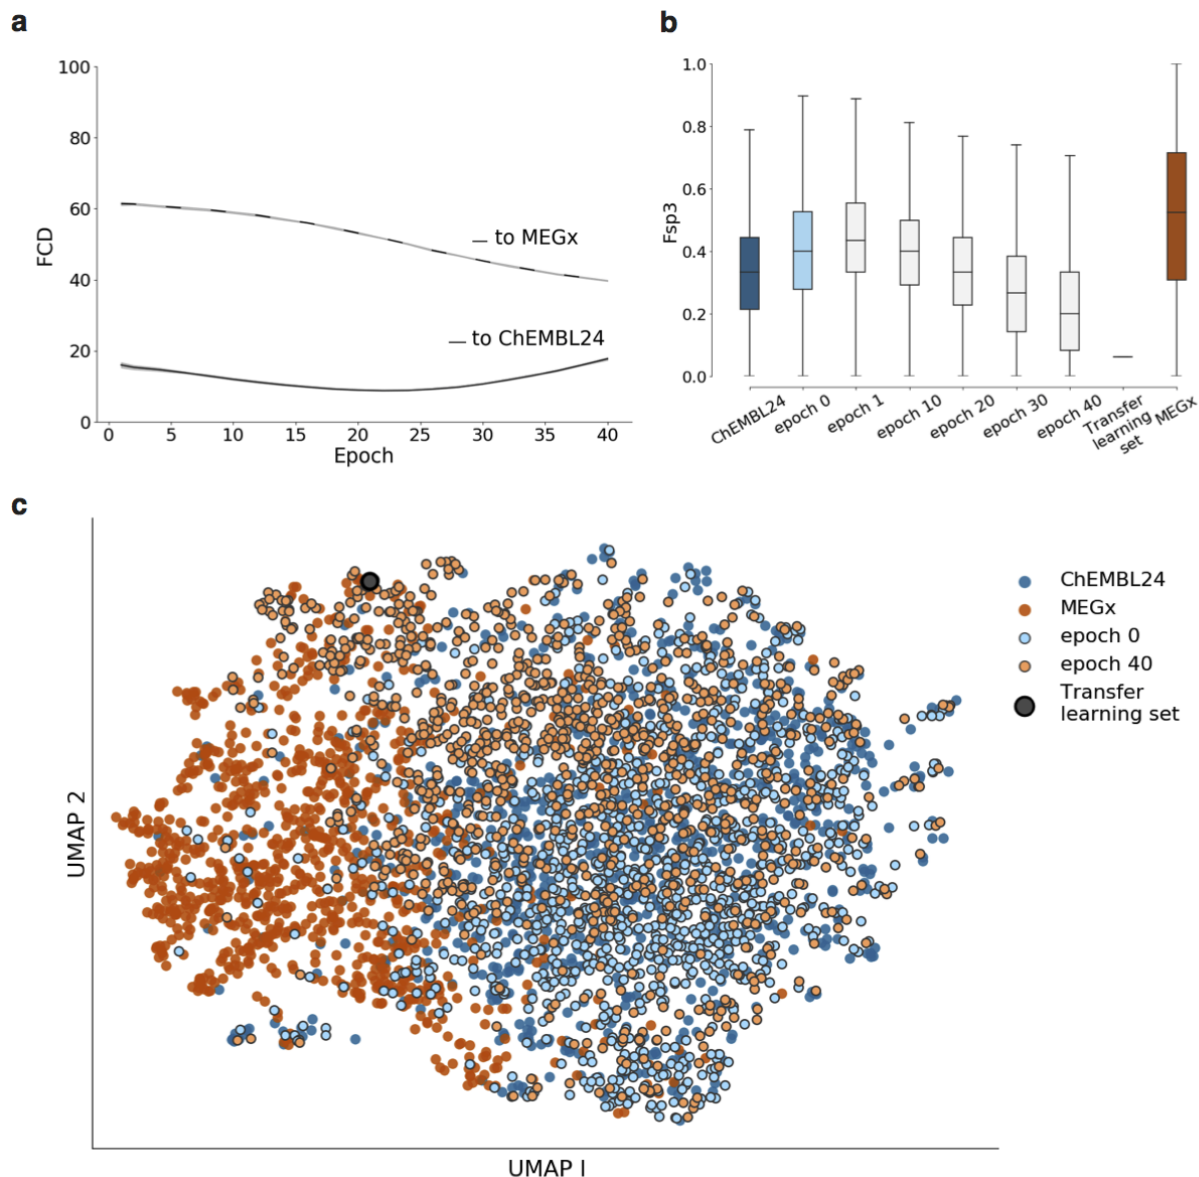 a
100
80
60
40
20
0
FCD
to MEGx
to ChEMBL24
0 5 10 15 20 25 30 35 40
Epoch
b
1.0
0.8
0.6
0.4
0.2
0.0
Fsp3
ChEMBL24
epoch 0
epoch 1
epoch 10
epoch 20
epoch 30
epoch 40
Transfer
learning
set
MEGx
c
UMAP 2
UMAP I
ChEMBL24
MEGx
epoch 0
epoch 40
Transfer
learning set